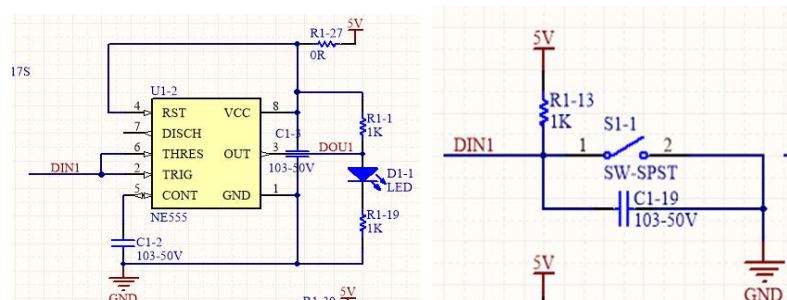 R1-27
5V
0R
17S
U1-2
4
RST
VCC
8
7
DISCH
R1-1
1K
C1-3
6
THRES
OUT
3
DOU1
DIN1
2
TRIG
103-50V
D1-1
LED
5
CONT
GND
1
NE555
R1-19
1K
C1-2
103-50V
GND
R1-30
5V
5V
R1-13
1K
S1-1
DIN1
1
2
SW-SPST
C1-19
103-50V
5V
GND